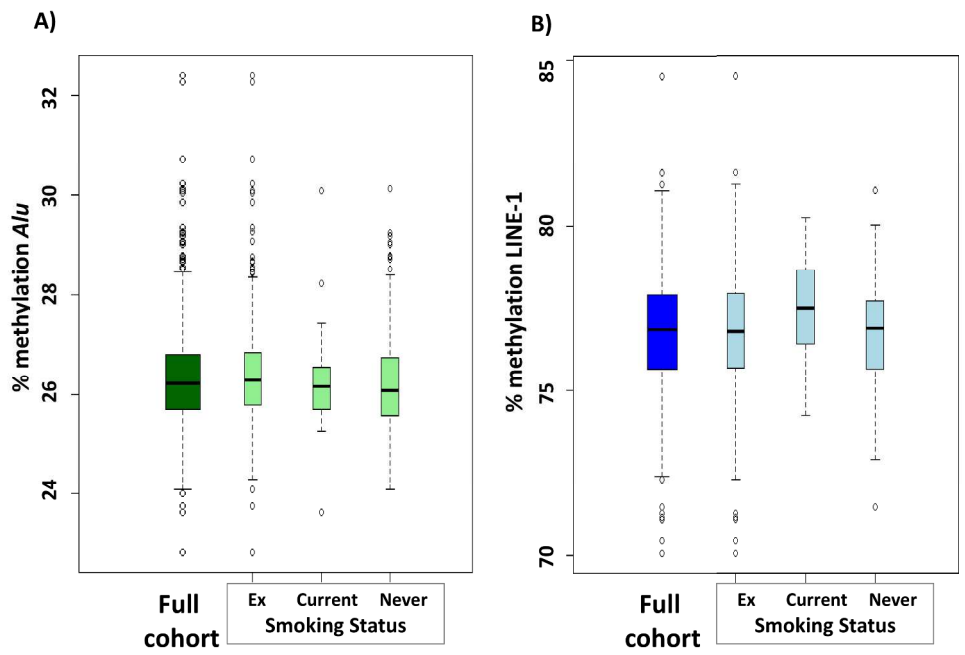 A)
% methylation Alu
32
30
28
26
24
Full
cohort
Ex Current Never
Smoking Status
B)
% methylation LINE-1
85
80
75
70
Full
cohort
Ex Current Never
Smoking Status